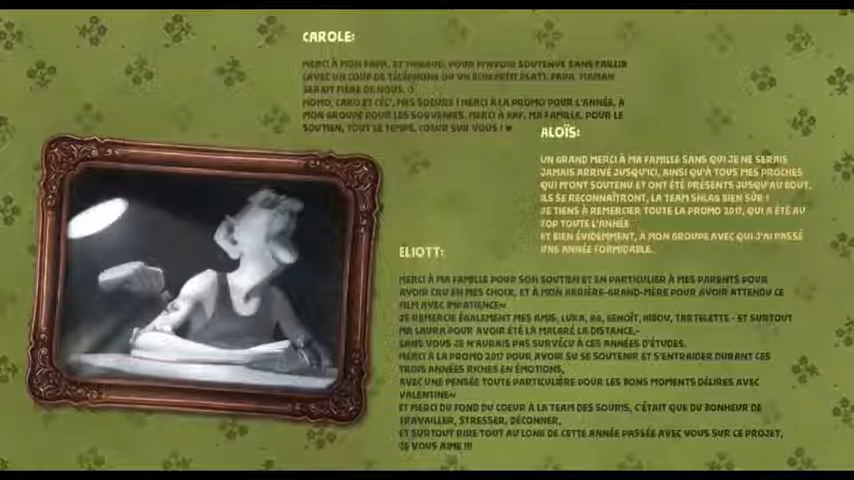 CAROLE:
MERCI À MON PAPA, ET THIBAUD, POUR M'AVOIR SOUTENUE SANS FAILLIR
(AVEC UN COUP DE TÉLÉPHONE OU UN BON PETIT PLAT). PAPA, MAMAN
SERAIT FIÈRE DE NOUS. :)
MOMO, CARO ET CÉC', MES SOEURS ! MERCI À LA PROMO POUR L'ANNÉE, À
MON GROUPE POUR LES SOUVENIRS. MERCI À RAF, MA FAMILLE, POUR LE
SOUTIEN, TOUT LE TEMPS, COEUR SUR VOUS ! ♥
ALOÏS:
UN GRAND MERCI À MA FAMILLE SANS QUI JE NE SERAIS
JAMAIS ARRIVÉ JUSQU'ICI, AINSI QU'À TOUS MES PROCHES
QUI M'ONT SOUTENU ET ONT ÉTÉ PRÉSENTS JUSQU'AU BOUT,
ILS SE RECONNAÎTRONT, LA TEAM SHLAG BIEN SÛR !
JE TIENS À REMERCIER TOUTE LA PROMO 2017, QUI A ÉTÉ AU
TOP TOUTE L'ANNÉE
ET BIEN ÉVIDEMMENT, À MON GROUPE AVEC QUI J'AI PASSÉ
UNE ANNÉE FORMIDABLE.
ELIOTT:
MERCI À MA FAMILLE POUR SON SOUTIEN ET EN PARTICULIER À MES PARENTS POUR
AVOIR CRU EN MES CHOIX, ET À MON ARRIÈRE-GRAND-MÈRE POUR AVOIR ATTENDU CE
FILM AVEC IMPATIENCE~
JE REMERCIE ÉGALEMENT MES AMIS, LUKA, BENOÎT, HIBOU, TARTELETTE - ET SURTOUT
MA LAURA POUR AVOIR ÉTÉ LÀ MALGRÉ LA DISTANCE,-
SANS VOUS JE N'AURAIS PAS SURVÉCU À CES ANNÉES D'ÉTUDES.
MERCI À LA PROMO 2017 POUR AVOIR SU SE SOUTENIR ET S'ENTRAIDER DURANT CES
TROIS ANNÉES RICHES EN ÉMOTIONS,
AVEC UNE PENSÉE TOUTE PARTICULIÈRE POUR LES BONS MOMENTS DÉLIRES AVEC
VALENTINE~
ET MERCI DU FOND DU COEUR À LA TEAM DES SOURIS, C'ÉTAIT QUE DU BONHEUR DE
TRAVAILLER, STRESSER, DÉCONNER,
ET SURTOUT RIRE TOUT AU LONG DE CETTE ANNÉE PASSÉE AVEC VOUS SUR CE PROJET,
JE VOUS AIME !!!